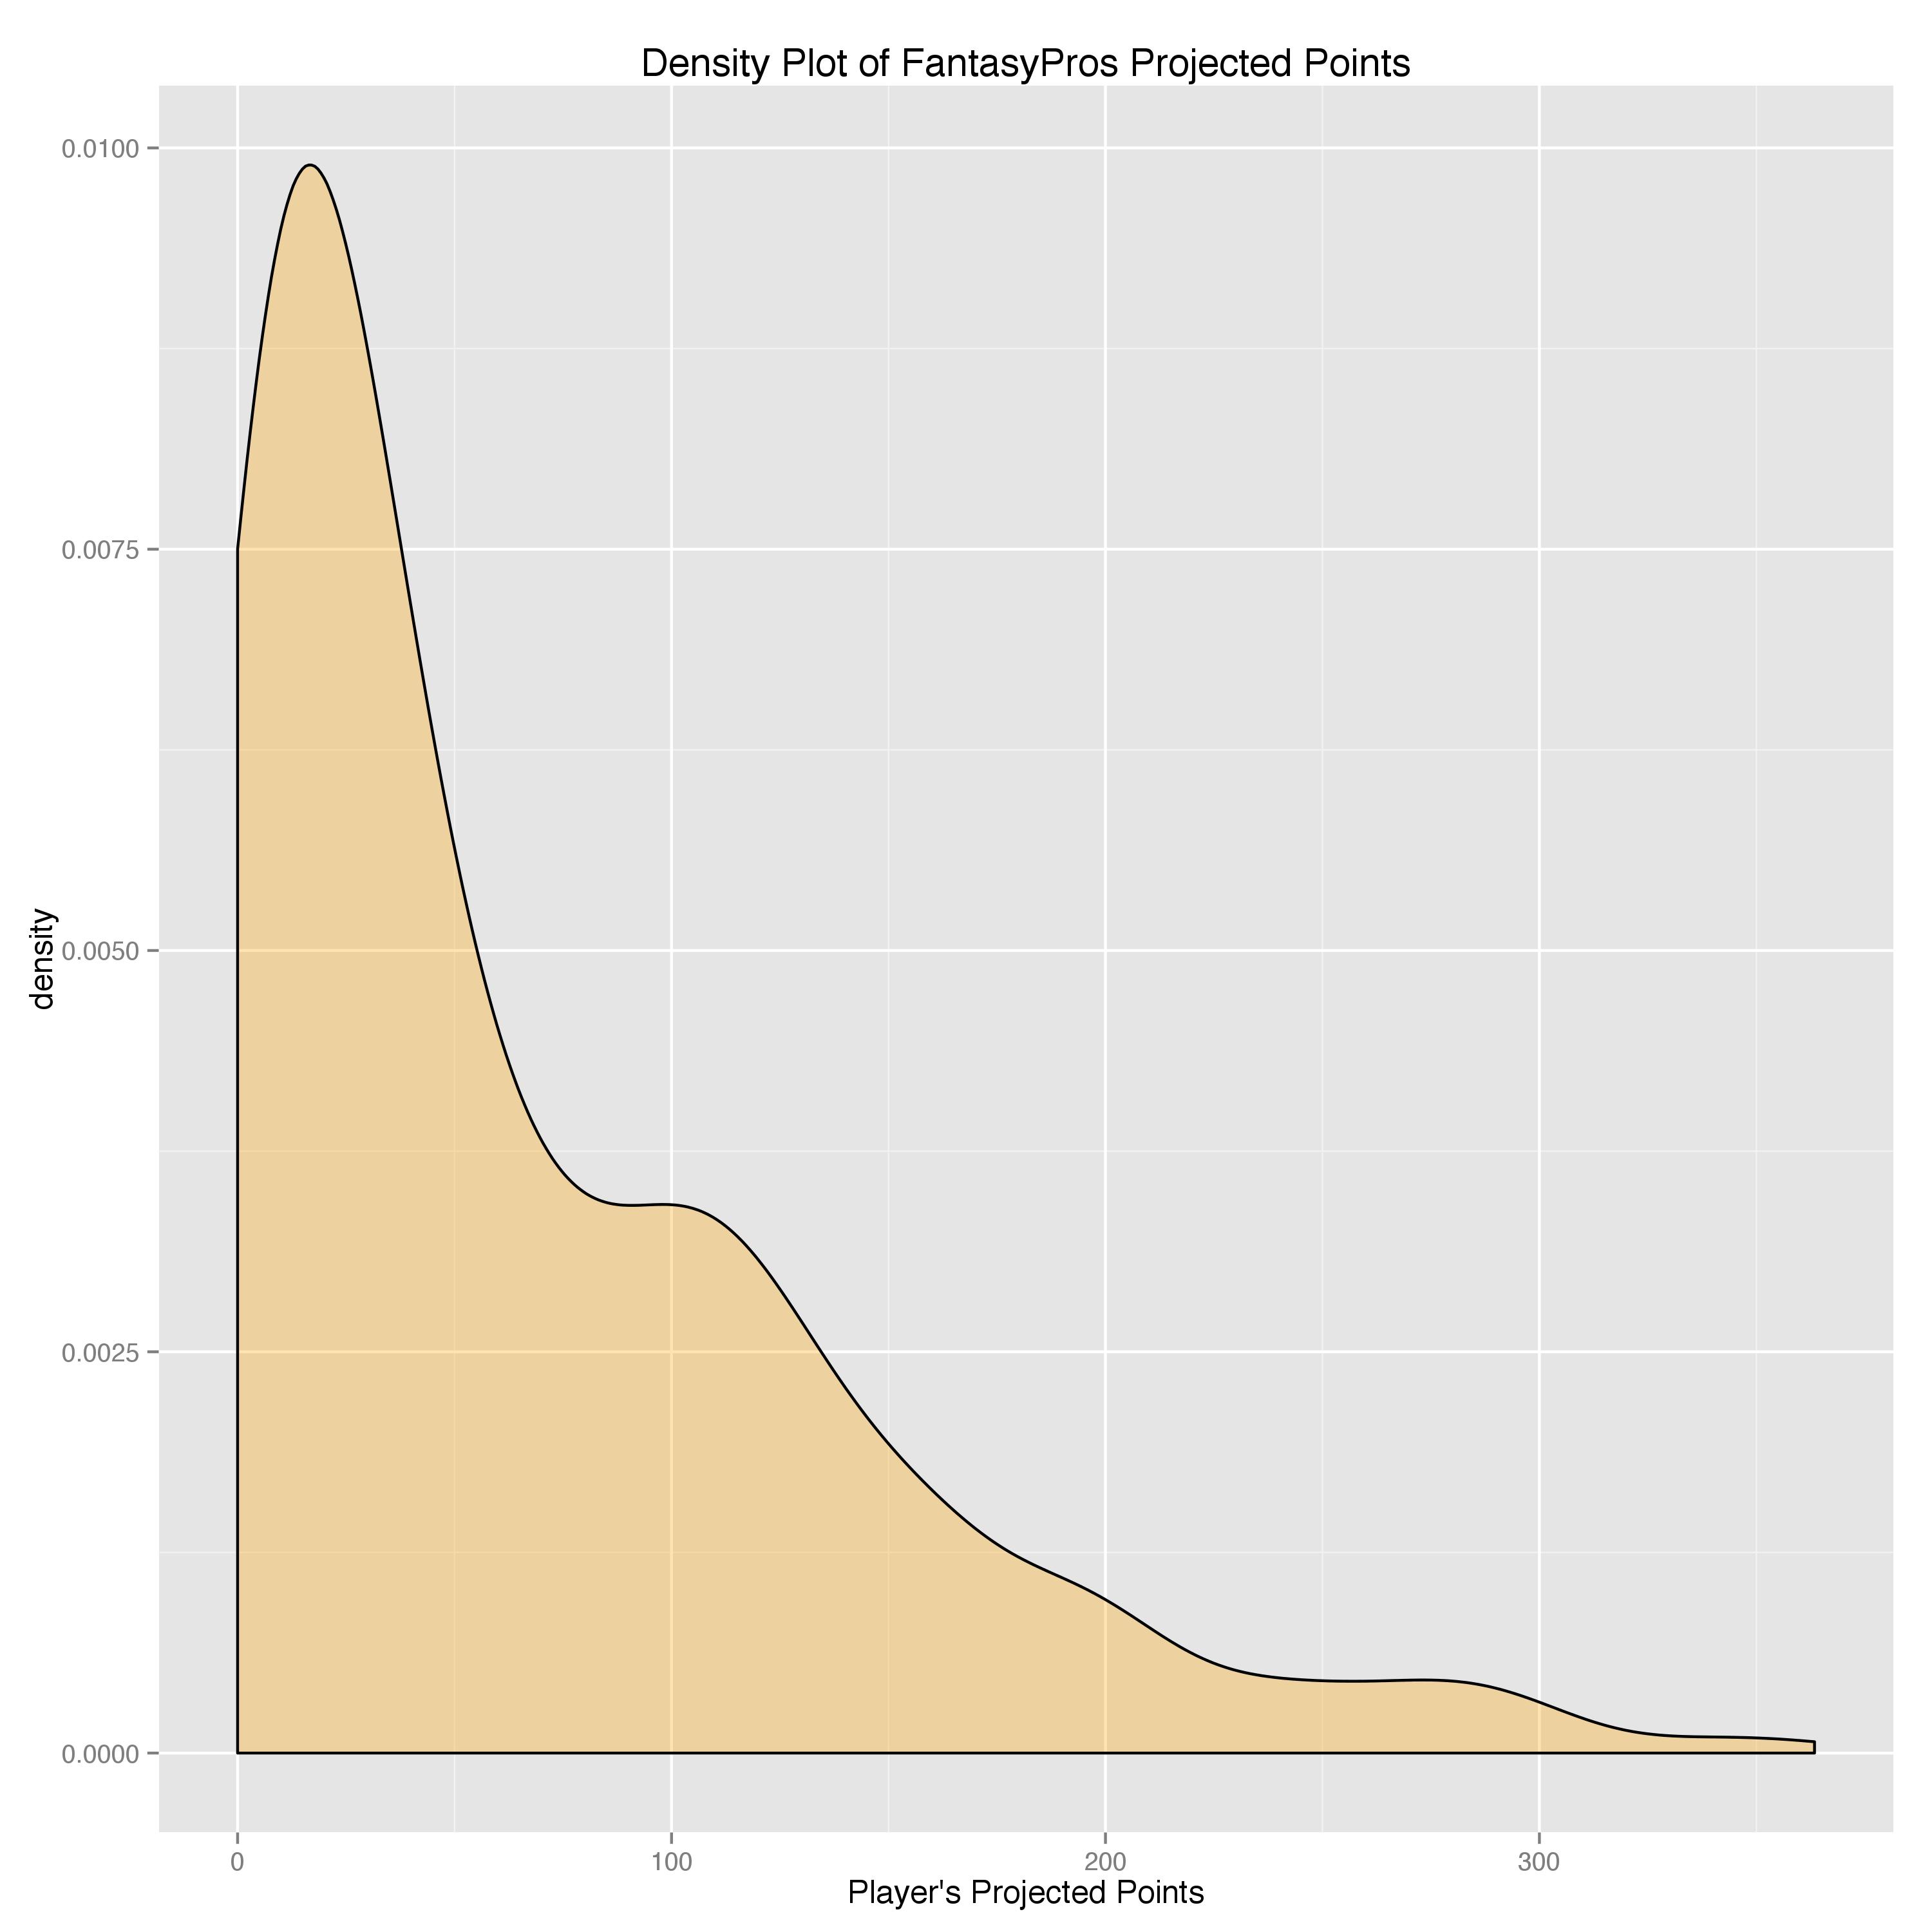 Density Plot of FantasyPros Projected Points
0.0100
0.0075
0.0050
0.0025
0.0000
density
0 100 200 300
Player's Projected Points